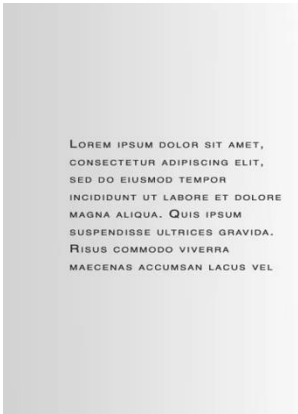 Lorem ipsum dolor sit amet,
consectetur adipiscing elit,
sed do eiusmod tempor
incididunt ut labore et dolore
magna aliqua. Quis ipsum
suspendisse ultrices gravida.
Risus commodo viverra
maecenas accumsan lacus vel